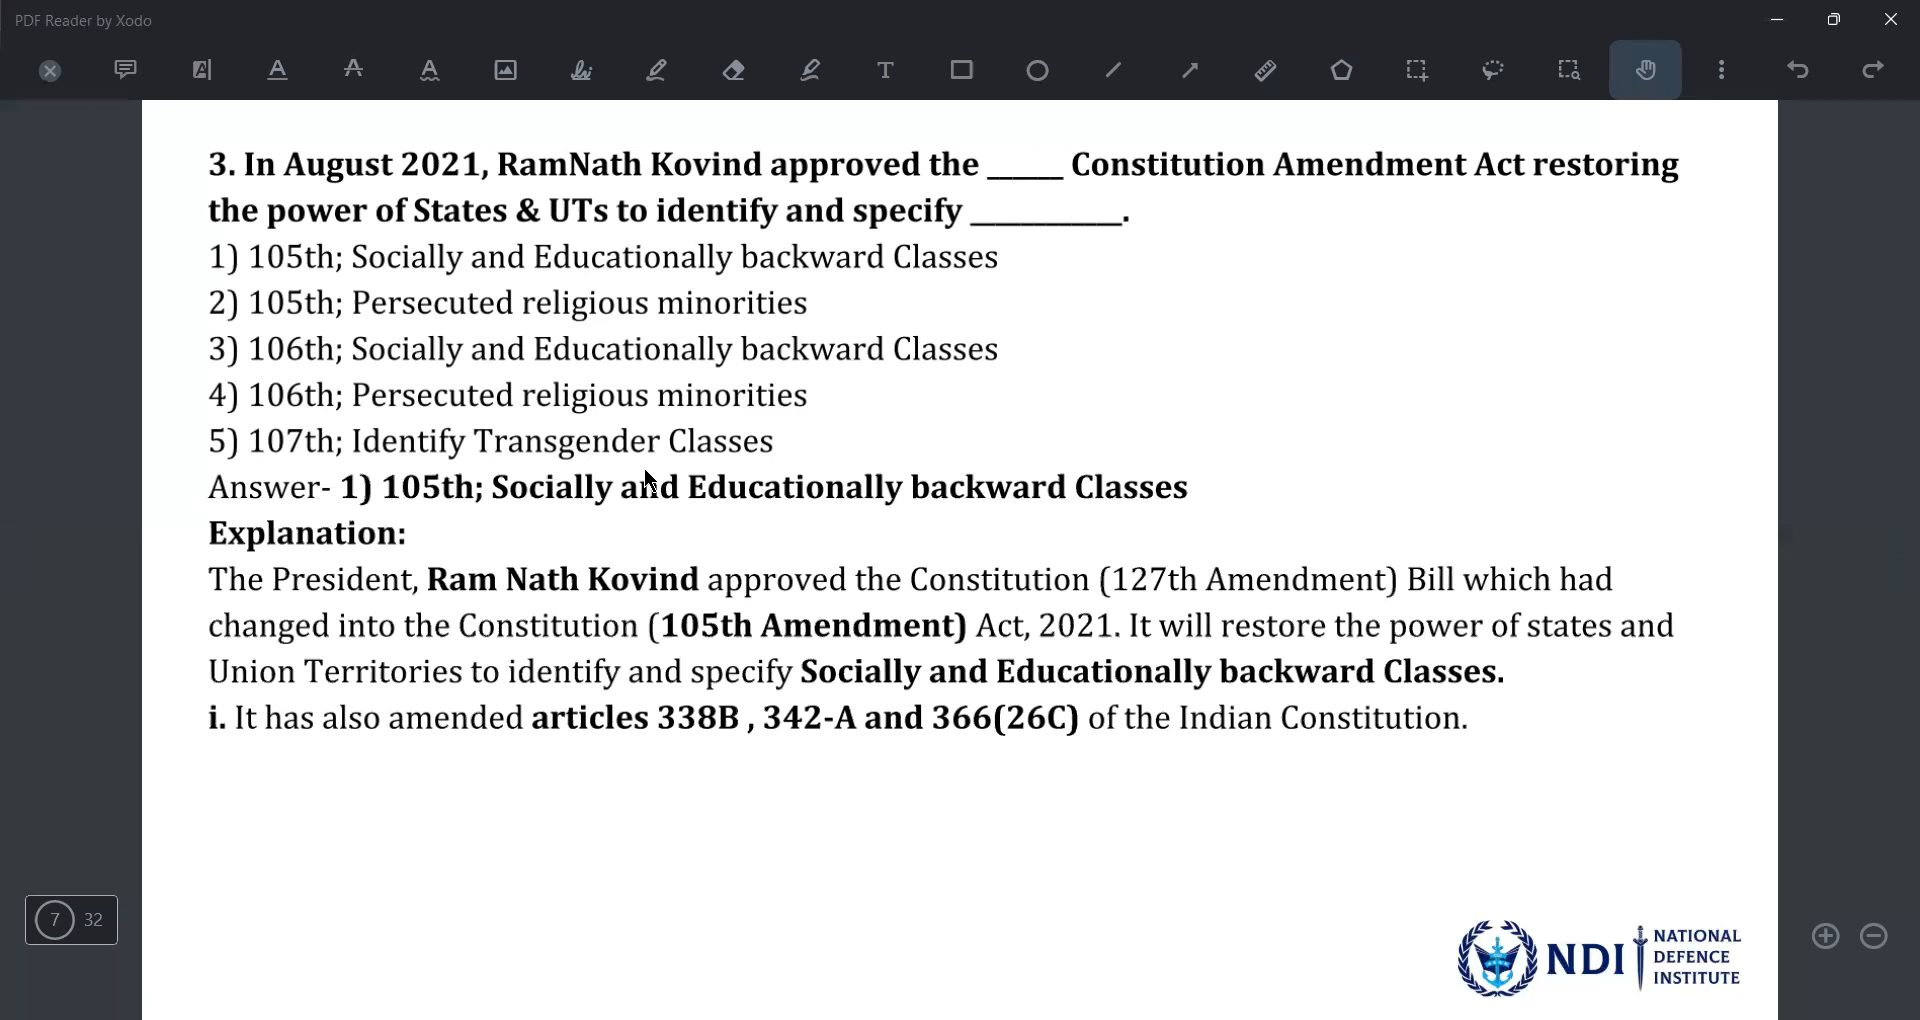 PDF Reader by Xodo
3. In August 2021, RamNath Kovind approved the _____ Constitution Amendment Act restoring
the power of States & UTs to identify and specify __________.
1) 105th; Socially and Educationally backward Classes
2) 105th; Persecuted religious minorities
3) 106th; Socially and Educationally backward Classes
4) 106th; Persecuted religious minorities
5) 107th; Identify Transgender Classes
Answer- 1) 105th; Socially and Educationally backward Classes
Explanation:
The President, Ram Nath Kovind approved the Constitution (127th Amendment) Bill which had
changed into the Constitution (105th Amendment) Act, 2021. It will restore the power of states and
Union Territories to identify and specify Socially and Educationally backward Classes.
i. It has also amended articles 338B , 342-A and 366(26C) of the Indian Constitution.
7 32
NDI NATIONAL
DEFENCE
INSTITUTE